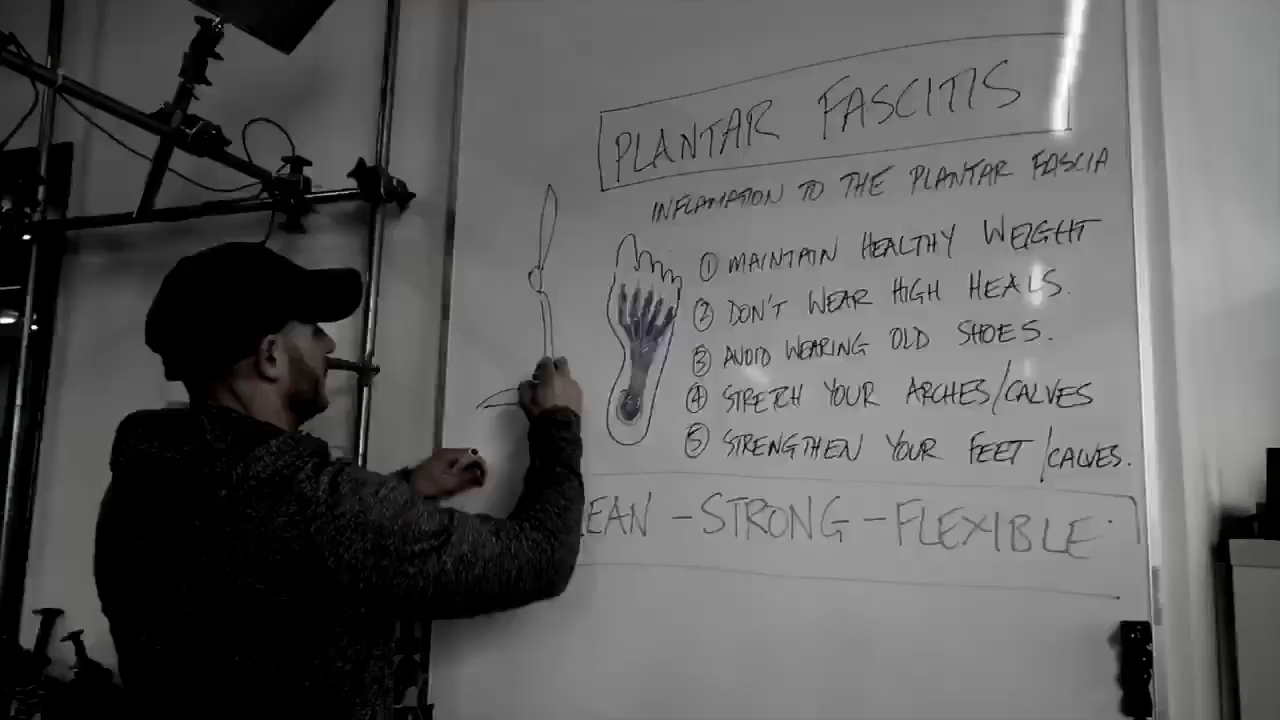 PLANTAR FASCITIS
INFLAMATION TO THE PLANTAR FASCIA
① MAINTAIN HEALTHY WEIGHT
② DON'T WEAR HIGH HEALS.
③ AVOID WEARING OLD SHOES.
④ STRETCH YOUR ARCHES/CALVES
⑤ STRENGTHEN YOUR FEET/CALVES.
EAN - STRONG - FLEXIBLE